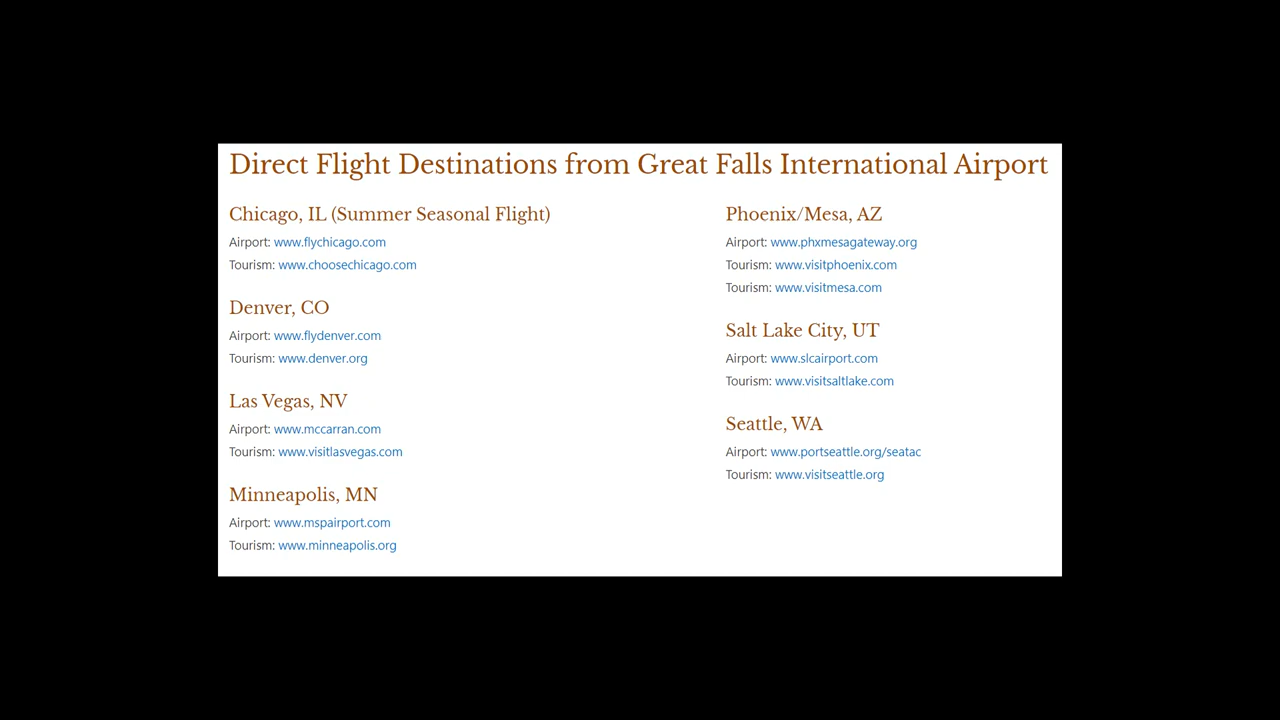 Direct Flight Destinations from Great Falls International Airport
Chicago, IL (Summer Seasonal Flight)
Airport: www.flychicago.com
Tourism: www.choosechicago.com
Denver, CO
Airport: www.flydenver.com
Tourism: www.denver.org
Las Vegas, NV
Airport: www.mccarran.com
Tourism: www.visitlasvegas.com
Minneapolis, MN
Airport: www.mspairport.com
Tourism: www.minneapolis.org
Phoenix/Mesa, AZ
Airport: www.phxmesagateway.org
Tourism: www.visitphoenix.com
Tourism: www.visitmesa.com
Salt Lake City, UT
Airport: www.slcairport.com
Tourism: www.visitsaltlake.com
Seattle, WA
Airport: www.portseattle.org/seatac
Tourism: www.visitseattle.org